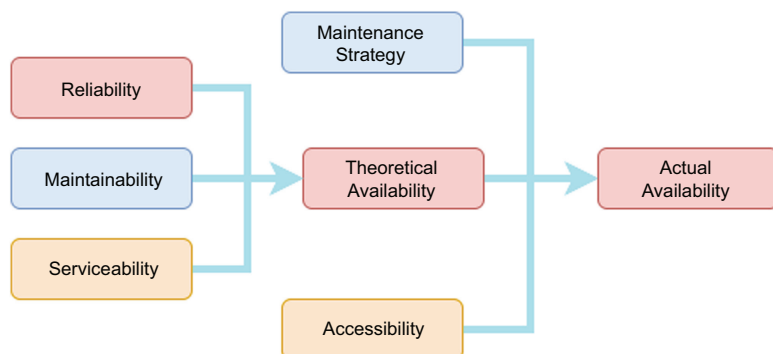 Maintenance
Strategy
Reliability
Maintainability
Serviceability
Theoretical
Availability
Actual
Availability
Accessibility